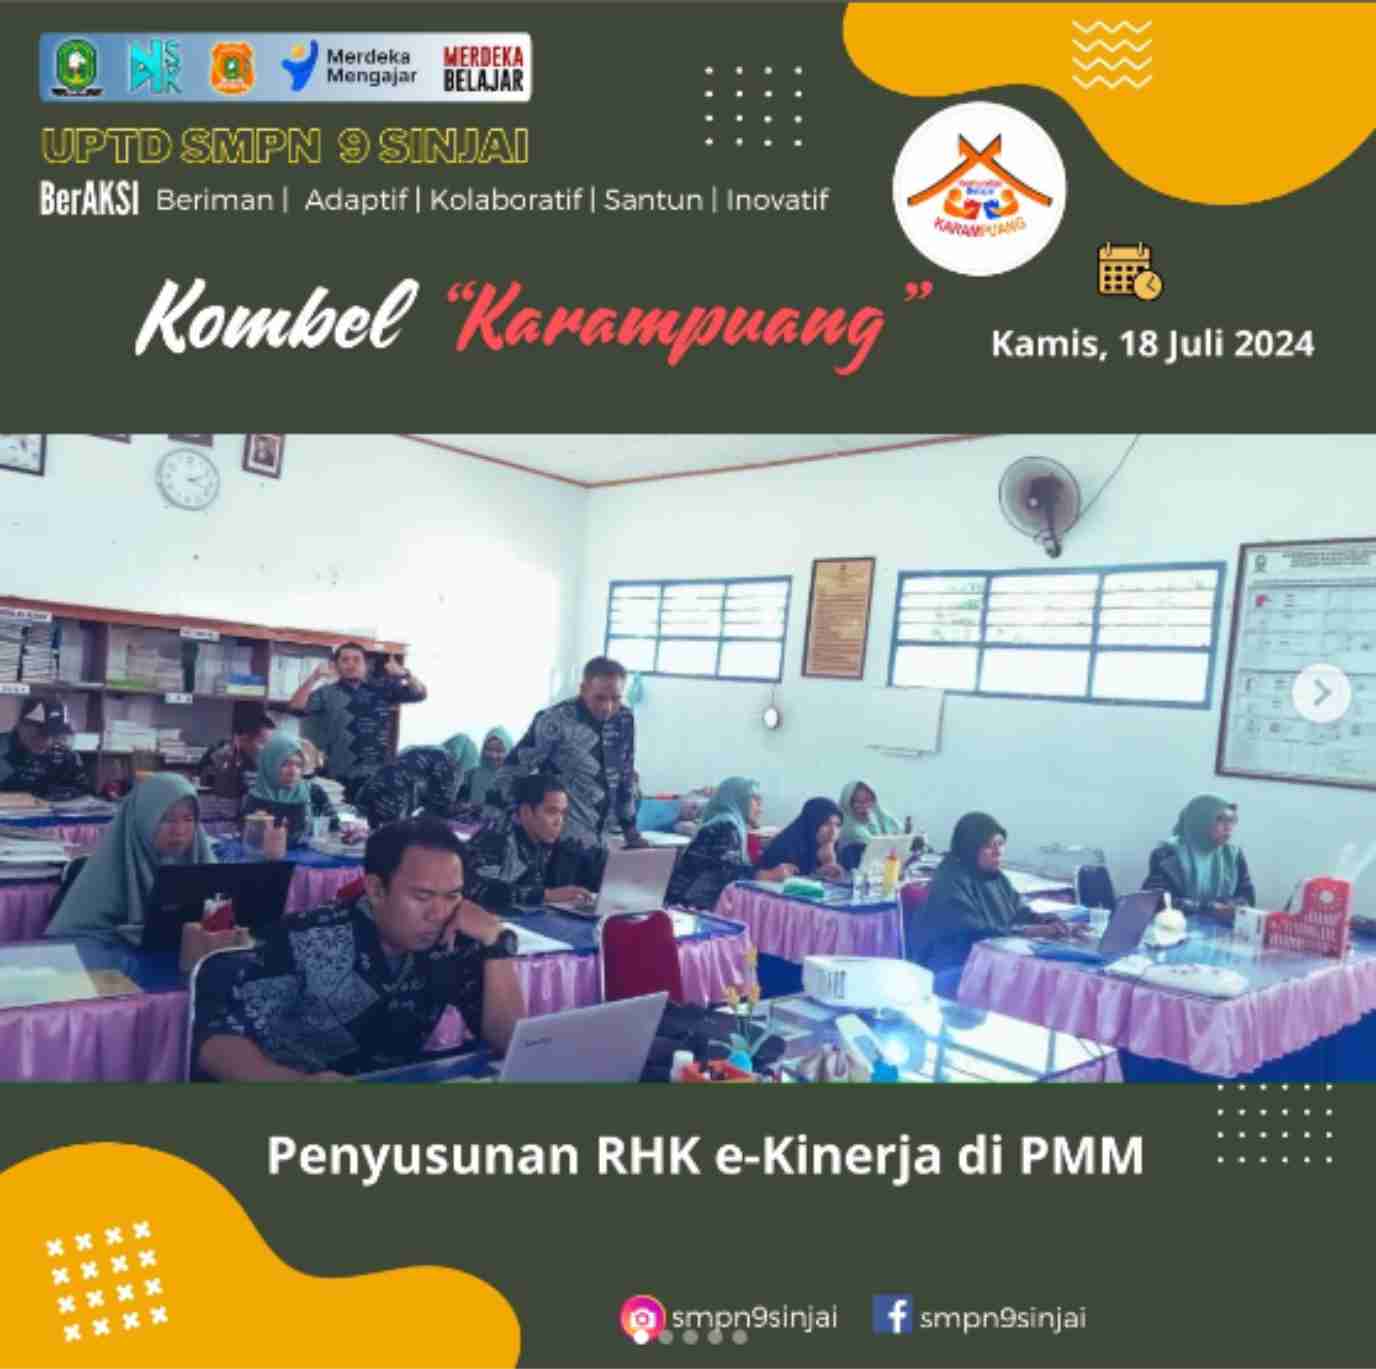 Merdeka
Mengajar
MERDEKA
BELAJAR
UPTD SMPN 9 SINJAI
BerAKSI Beriman | Adaptif | Kolaboratif | Santun | Inovatif
KARAMPUANG
Kombel “Karampuang”
Kamis, 18 Juli 2024
Penyusunan RHK e-Kinerja di PMM
smpn9sinjai smpn9sinjai